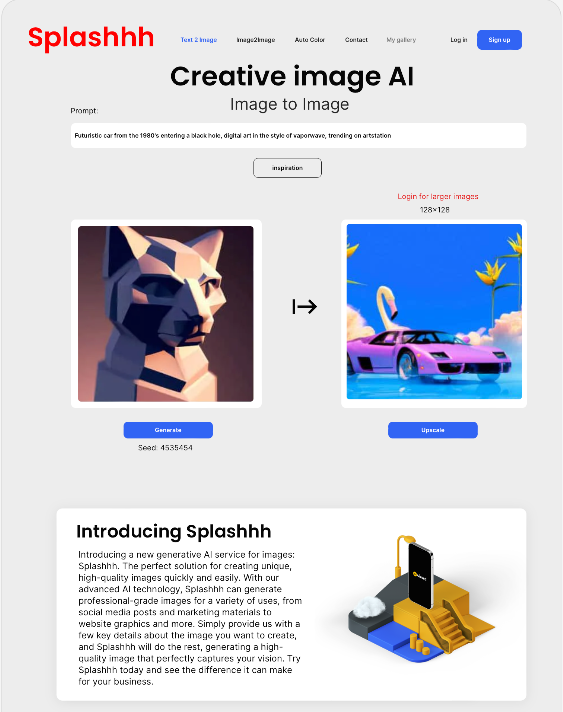 Splashhh
Text 2 Image
Image2Image
Auto Color
Contact
My gallery
Log in
Sign up
Creative image AI
Image to Image
Prompt:
Futuristic car from the 1980's entering a black hole, digital art in the style of vaporwave, trending on artstation
inspiration
Login for larger images
128x128
Generate
Upscale
Seed: 4535454
Introducing Splashhh
Introducing a new generative AI service for images:
Splashhh. The perfect solution for creating unique,
high-quality images quickly and easily. With our
advanced AI technology, Splashhh can generate
professional-grade images for a variety of uses, from
social media posts and marketing materials to
website graphics and more. Simply provide us with a
few key details about the image you want to create,
and Splashhh will do the rest, generating a high-
quality image that perfectly captures your vision. Try
Splashhh today and see the difference it can make
for your business.